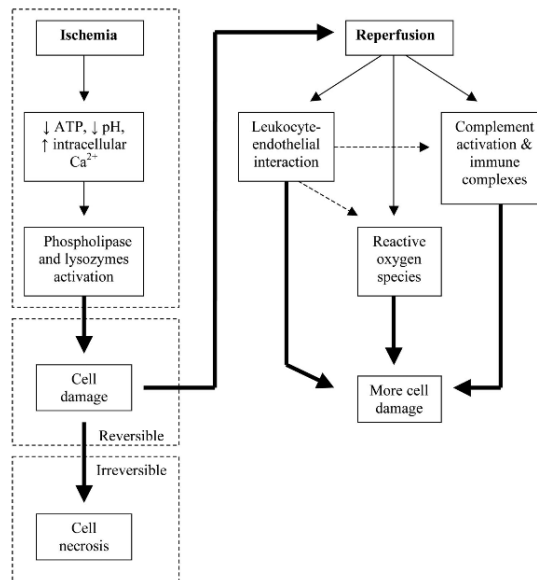 Ischemia
↓ ATP, ↓ pH,
↑ intracellular
Ca²⁺
Phospholipase
and lysozymes
activation
Cell
damage
Reversible
Irreversible
Cell
necrosis
Reperfusion
Leukocyte-
endothelial
interaction
Complement
activation &
immune
complexes
Reactive
oxygen
species
More cell
damage